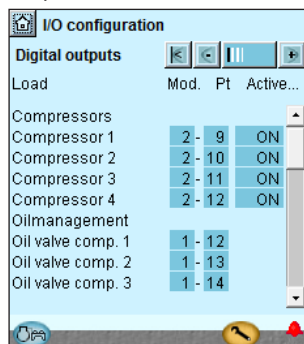 I/O configuration
Digital outputs
Load Mod. Pt Active...
Compressors
Compressor 1 2 - 9 ON
Compressor 2 2 - 10 ON
Compressor 3 2 - 11 ON
Compressor 4 2 - 12 ON
Oilmanagement
Oil valve comp. 1 1 - 12
Oil valve comp. 2 1 - 13
Oil valve comp. 3 1 - 14